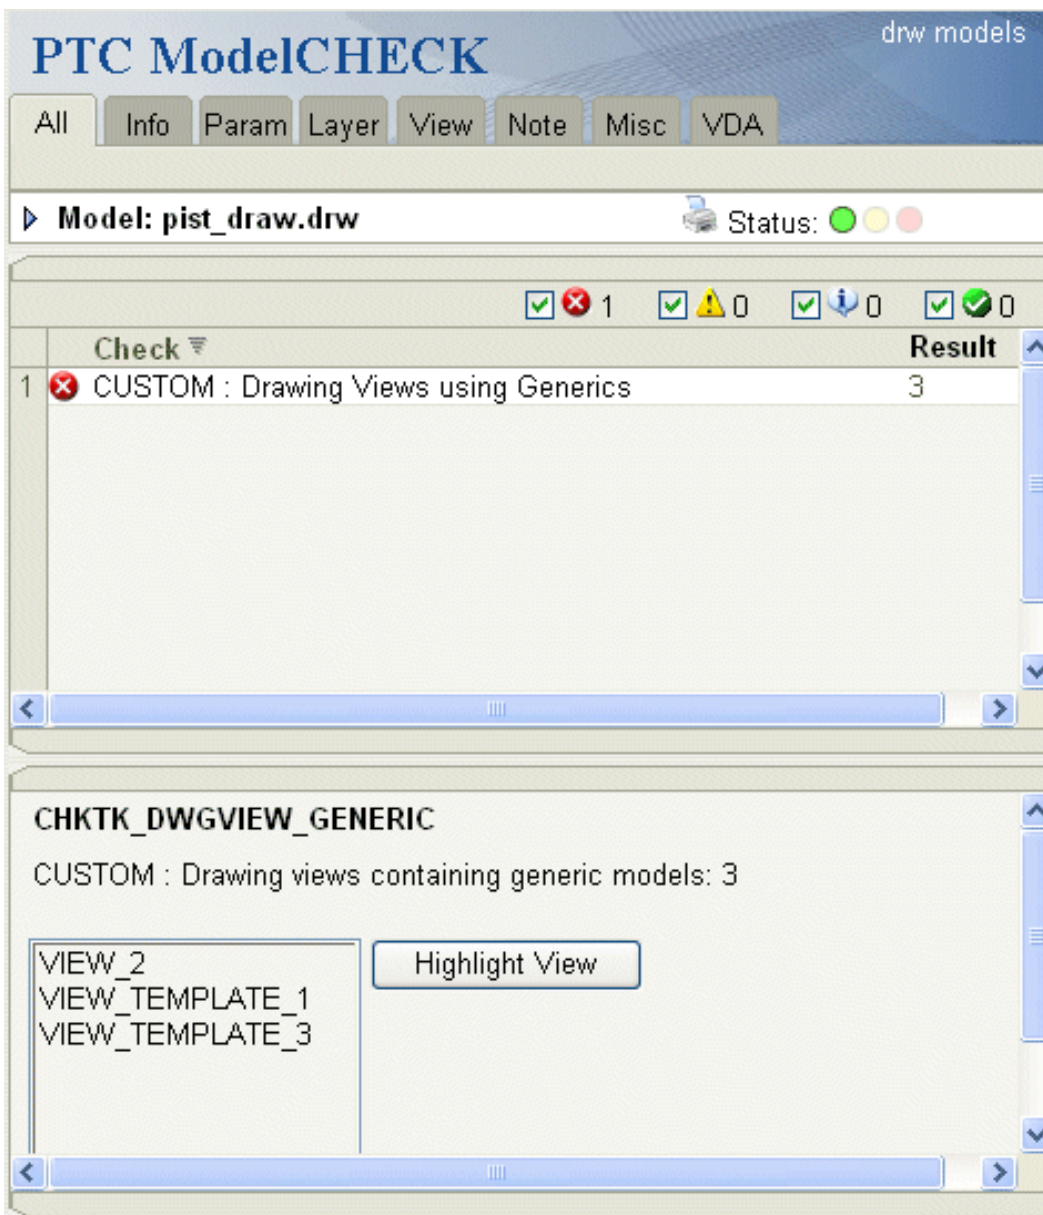 PTC ModelCHECK
drw models
All Info Param Layer View Note Misc VDA
Model: pist_draw.drw Status:
1 0 0 0
Check Result
1 CUSTOM : Drawing Views using Generics 3
CHKTK_DWGVIEW_GENERIC
CUSTOM : Drawing views containing generic models: 3
VIEW_2 Highlight View
VIEW_TEMPLATE_1
VIEW_TEMPLATE_3